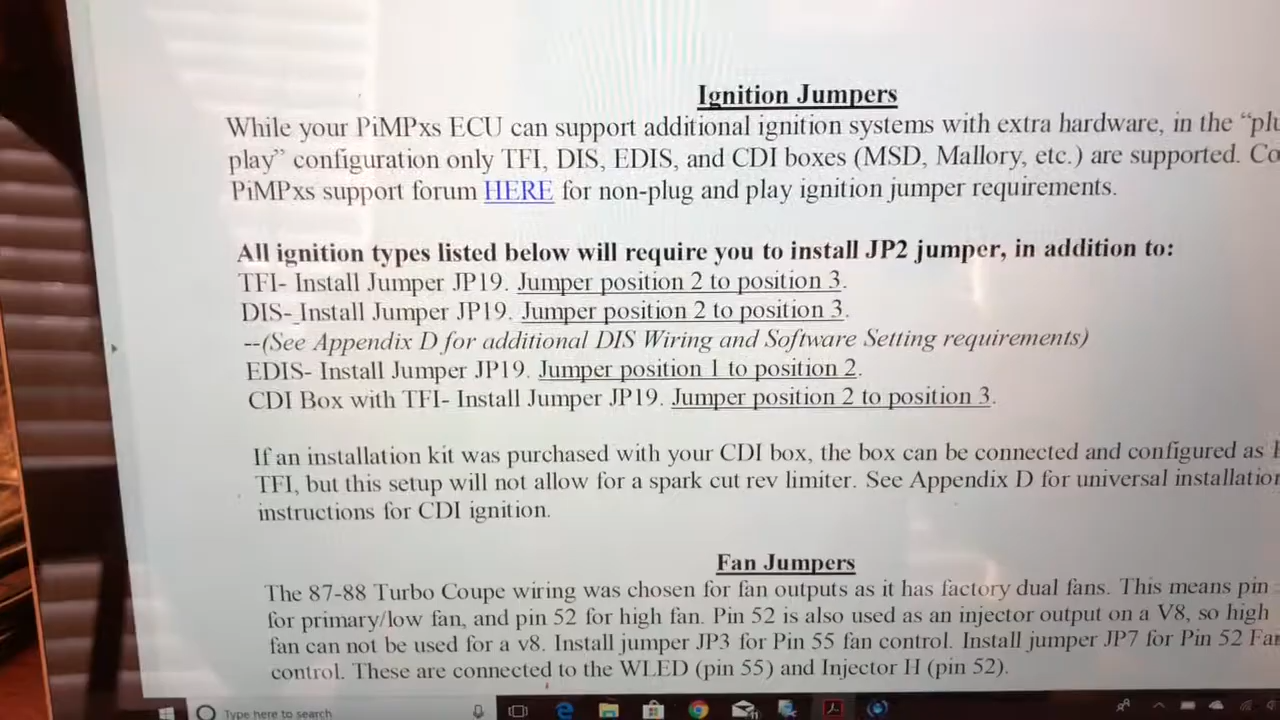 Ignition Jumpers
While your PiMPxs ECU can support additional ignition systems with extra hardware, in the “plu
play” configuration only TFI, DIS, EDIS, and CDI boxes (MSD, Mallory, etc.) are supported. Co
PiMPxs support forum HERE for non-plug and play ignition jumper requirements.
All ignition types listed below will require you to install JP2 jumper, in addition to:
TFI- Install Jumper JP19. Jumper position 2 to position 3.
DIS- Install Jumper JP19. Jumper position 2 to position 3.
--(See Appendix D for additional DIS Wiring and Software Setting requirements)
EDIS- Install Jumper JP19. Jumper position 1 to position 2.
CDI Box with TFI- Install Jumper JP19. Jumper position 2 to position 3.
If an installation kit was purchased with your CDI box, the box can be connected and configured as
TFI, but this setup will not allow for a spark cut rev limiter. See Appendix D for universal installation
instructions for CDI ignition.
Fan Jumpers
The 87-88 Turbo Coupe wiring was chosen for fan outputs as it has factory dual fans. This means pin
for primary/low fan, and pin 52 for high fan. Pin 52 is also used as an injector output on a V8, so high
fan can not be used for a v8. Install jumper JP3 for Pin 55 fan control. Install jumper JP7 for Pin 52 Fan
control. These are connected to the WLED (pin 55) and Injector H (pin 52).
Type here to search